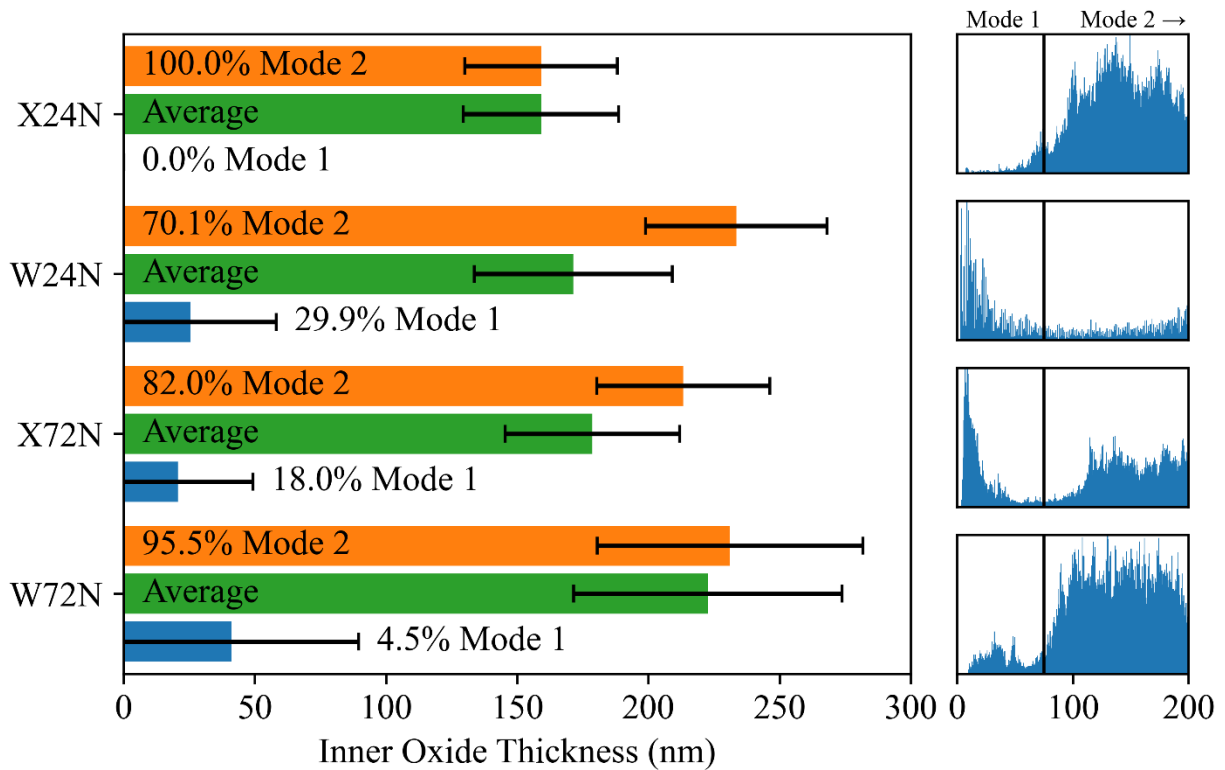 Mode 1 Mode 2 →
X24N
100.0% Mode 2
Average
0.0% Mode 1
W24N
70.1% Mode 2
Average
29.9% Mode 1
X72N
82.0% Mode 2
Average
18.0% Mode 1
W72N
95.5% Mode 2
Average
4.5% Mode 1
0 50 100 150 200 250 300
Inner Oxide Thickness (nm)
0 100 200